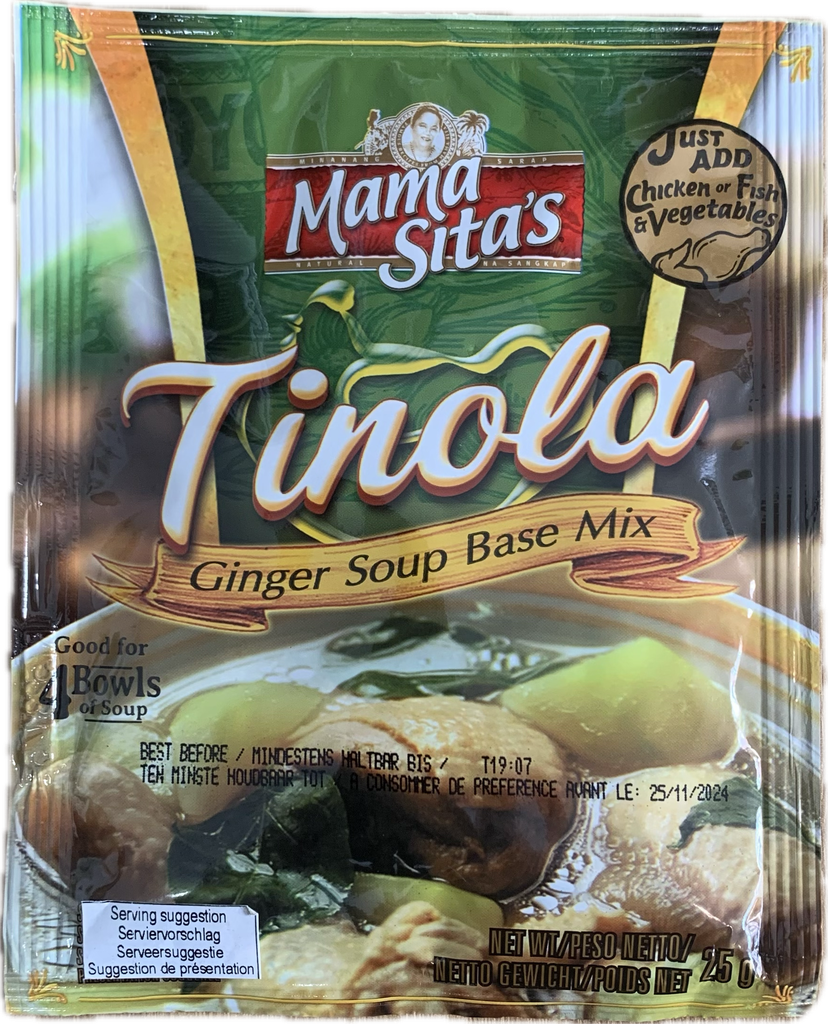 MINANANG SARAP
Mama
Sita's
NATURAL NA SANGKAP
JUST
ADD
Chicken or Fish
& Vegetables
Tinola
Ginger Soup Base Mix
Good for
4 Bowls
of Soup
BEST BEFORE / MINDESTENS HALTBAR BIS / T19:07
TEN MINSTE HOUDBAAR TOT / A CONSOMMER DE PREFERENCE AVANT LE: 25/11/2024
Serving suggestion
Serviervorschlag
Serveersuggestie
Suggestion de présentation
NET WT/PESO NETTO/
NETTO GEWICHT/POIDS NET 25 g